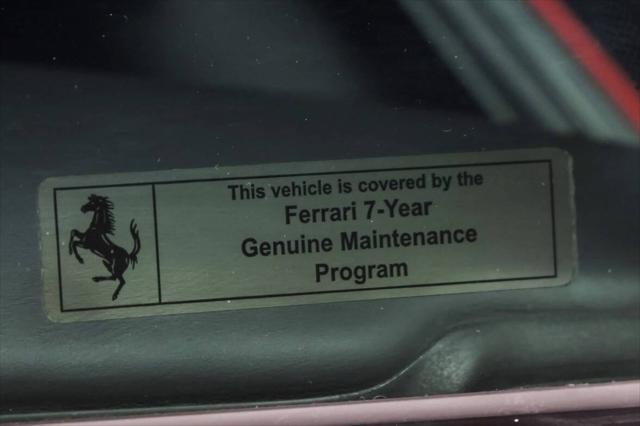 This vehicle is covered by the
Ferrari 7-Year
Genuine Maintenance
Program